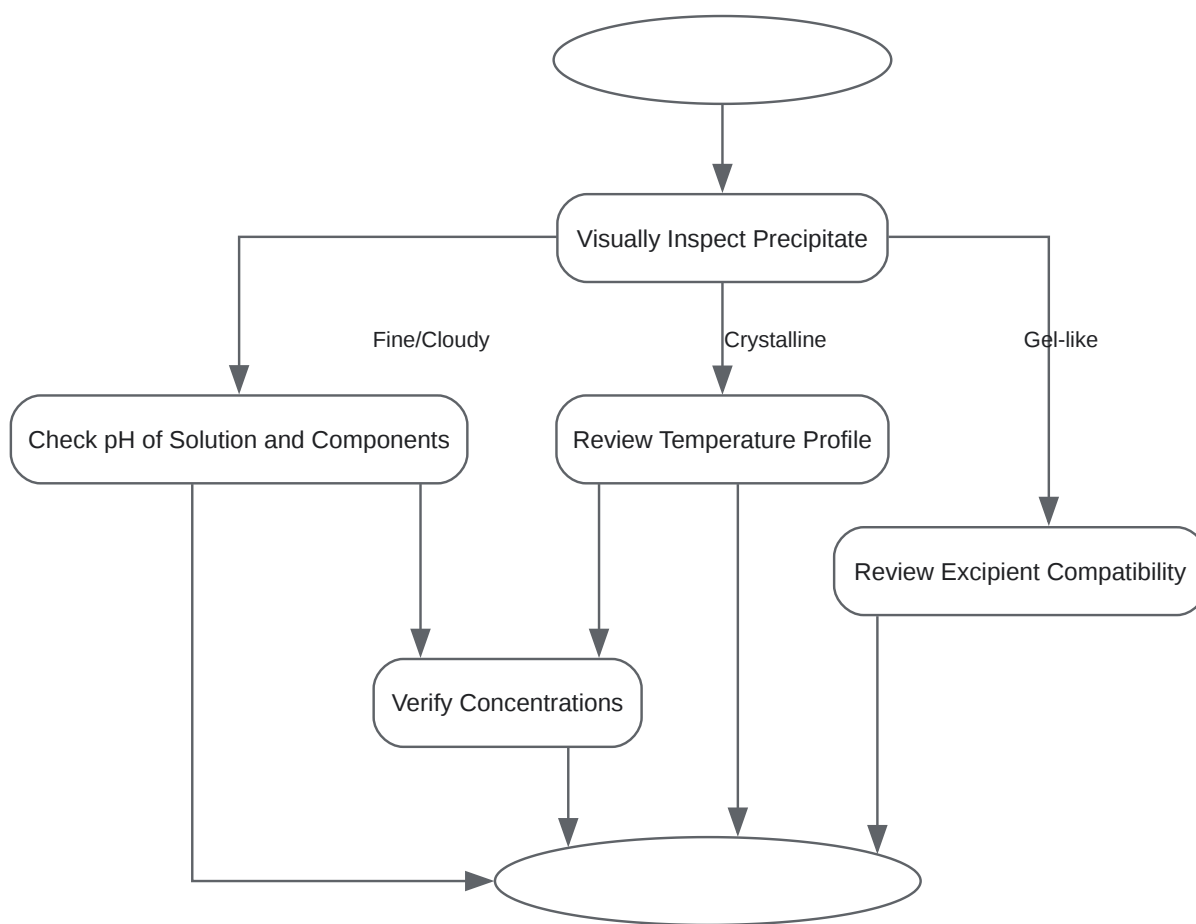 Visually Inspect Precipitate
Fine/Cloudy
Crystalline
Gel-like
Check pH of Solution and Components
Review Temperature Profile
Review Excipient Compatibility
Verify Concentrations